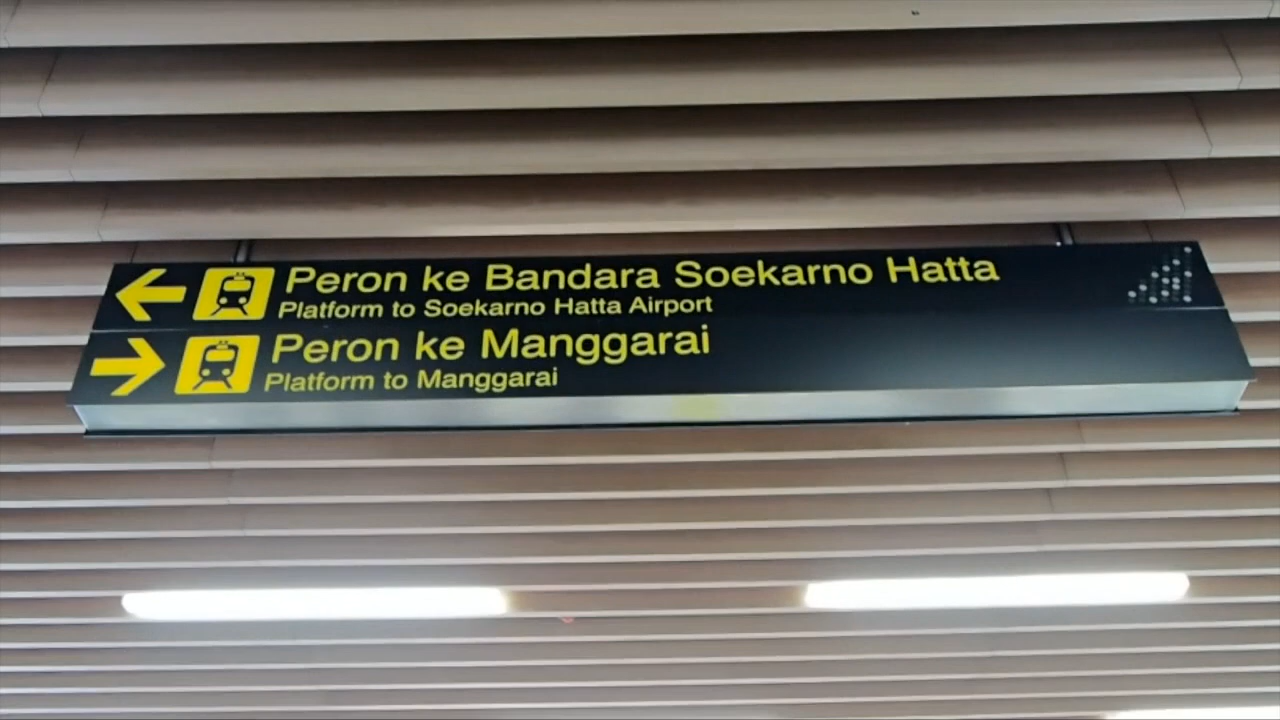 Peron ke Bandara Soekarno Hatta
Platform to Soekarno Hatta Airport
Peron ke Manggarai
Platform to Manggarai